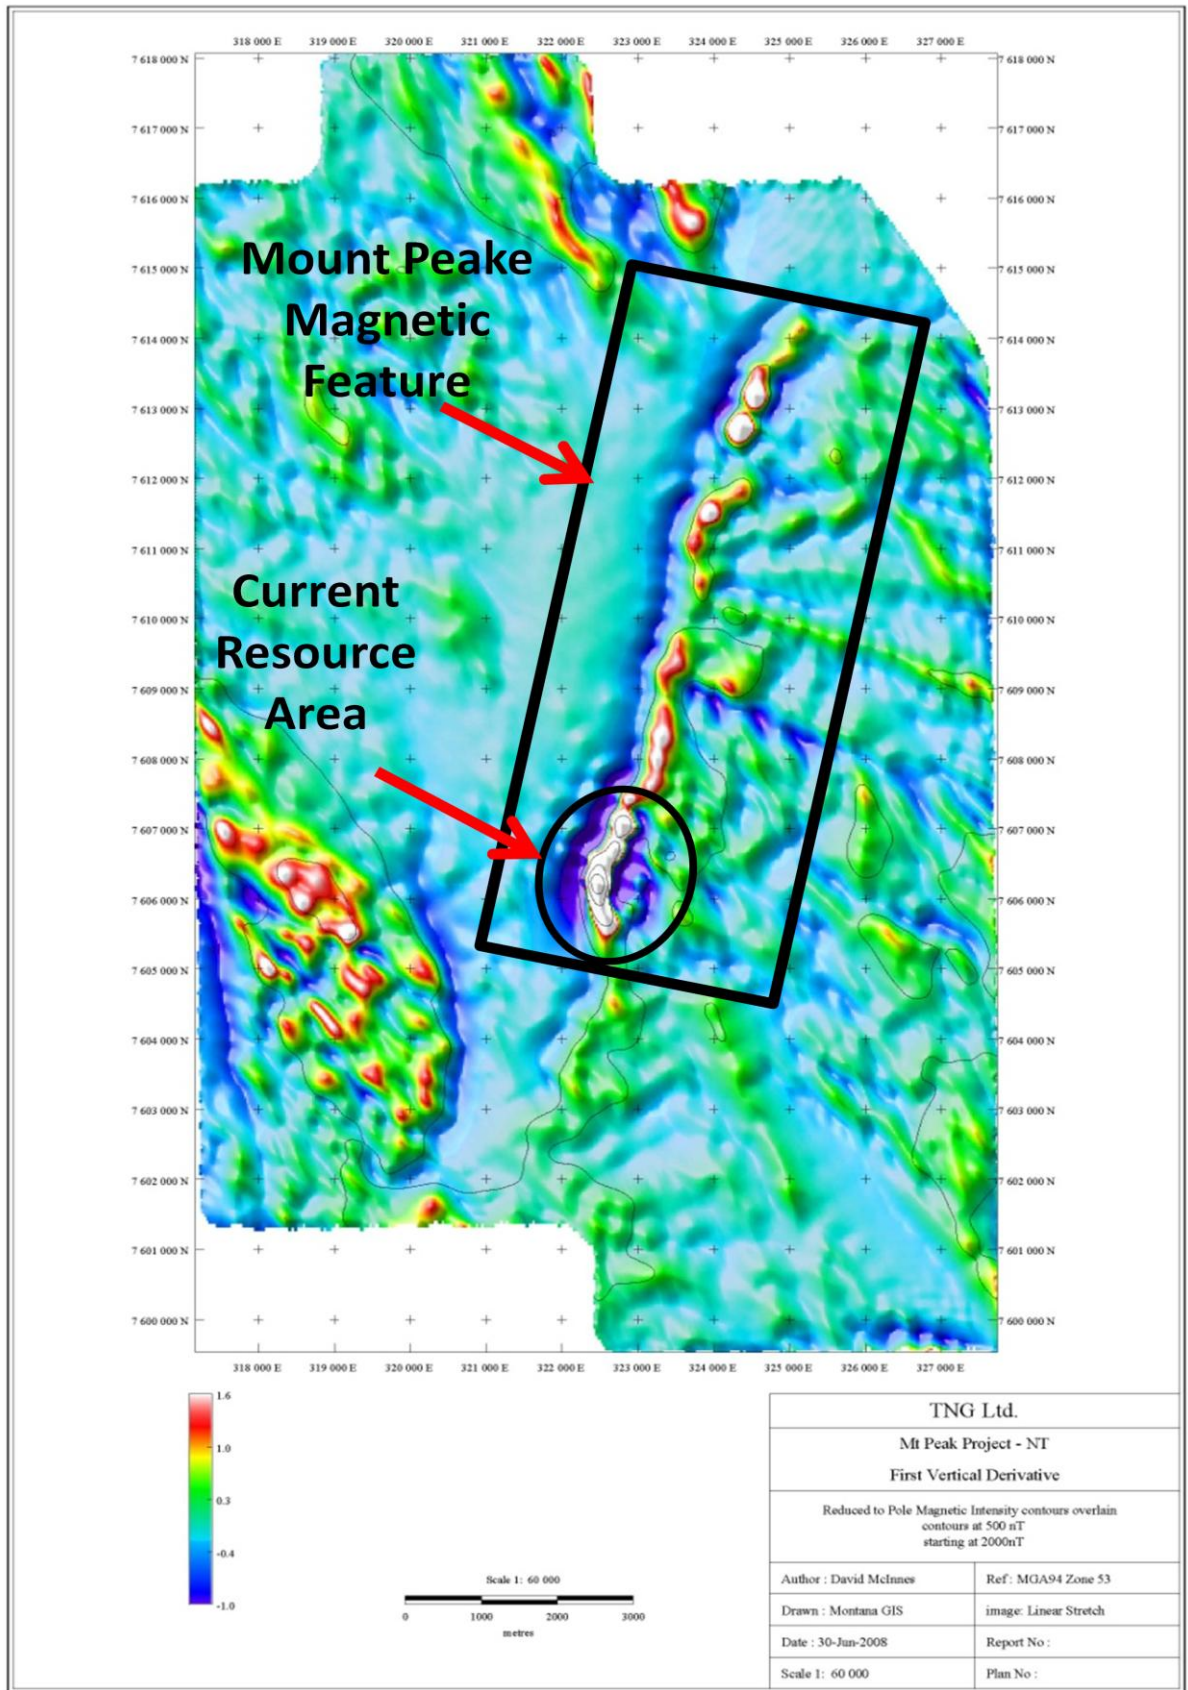 318 000 E 319 000 E 320 000 E 321 000 E 322 000 E 323 000 E 324 000 E 325 000 E 326 000 E 327 000 E
7 618 000 N 7 618 000 N
7 617 000 N 7 617 000 N
7 616 000 N 7 616 000 N
7 615 000 N 7 615 000 N
7 614 000 N 7 614 000 N
7 613 000 N 7 613 000 N
7 612 000 N 7 612 000 N
7 611 000 N 7 611 000 N
7 610 000 N 7 610 000 N
7 609 000 N 7 609 000 N
7 608 000 N 7 608 000 N
7 607 000 N 7 607 000 N
7 606 000 N 7 606 000 N
7 605 000 N 7 605 000 N
7 604 000 N 7 604 000 N
7 603 000 N 7 603 000 N
7 602 000 N 7 602 000 N
7 601 000 N 7 601 000 N
7 600 000 N 7 600 000 N
Mount Peake
Magnetic
Feature
Current
Resource
Area
318 000 E 319 000 E 320 000 E 321 000 E 322 000 E 323 000 E 324 000 E 325 000 E 326 000 E 327 000 E
1.6
1.0
0.3
-0.4
-1.0
Scale 1: 60 000
0 1000 2000 3000
metres
TNG Ltd.
Mt Peak Project - NT
First Vertical Derivative
Reduced to Pole Magnetic Intensity contours overlain
contours at 500 nT
starting at 2000nT
Author : David McInnes Ref : MGA94 Zone 53
Drawn : Montana GIS image: Linear Stretch
Date : 30-Jun-2008 Report No :
Scale 1: 60 000 Plan No :